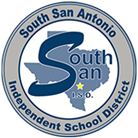 South San Antonio
South
San
I.S.D.
Independent School District